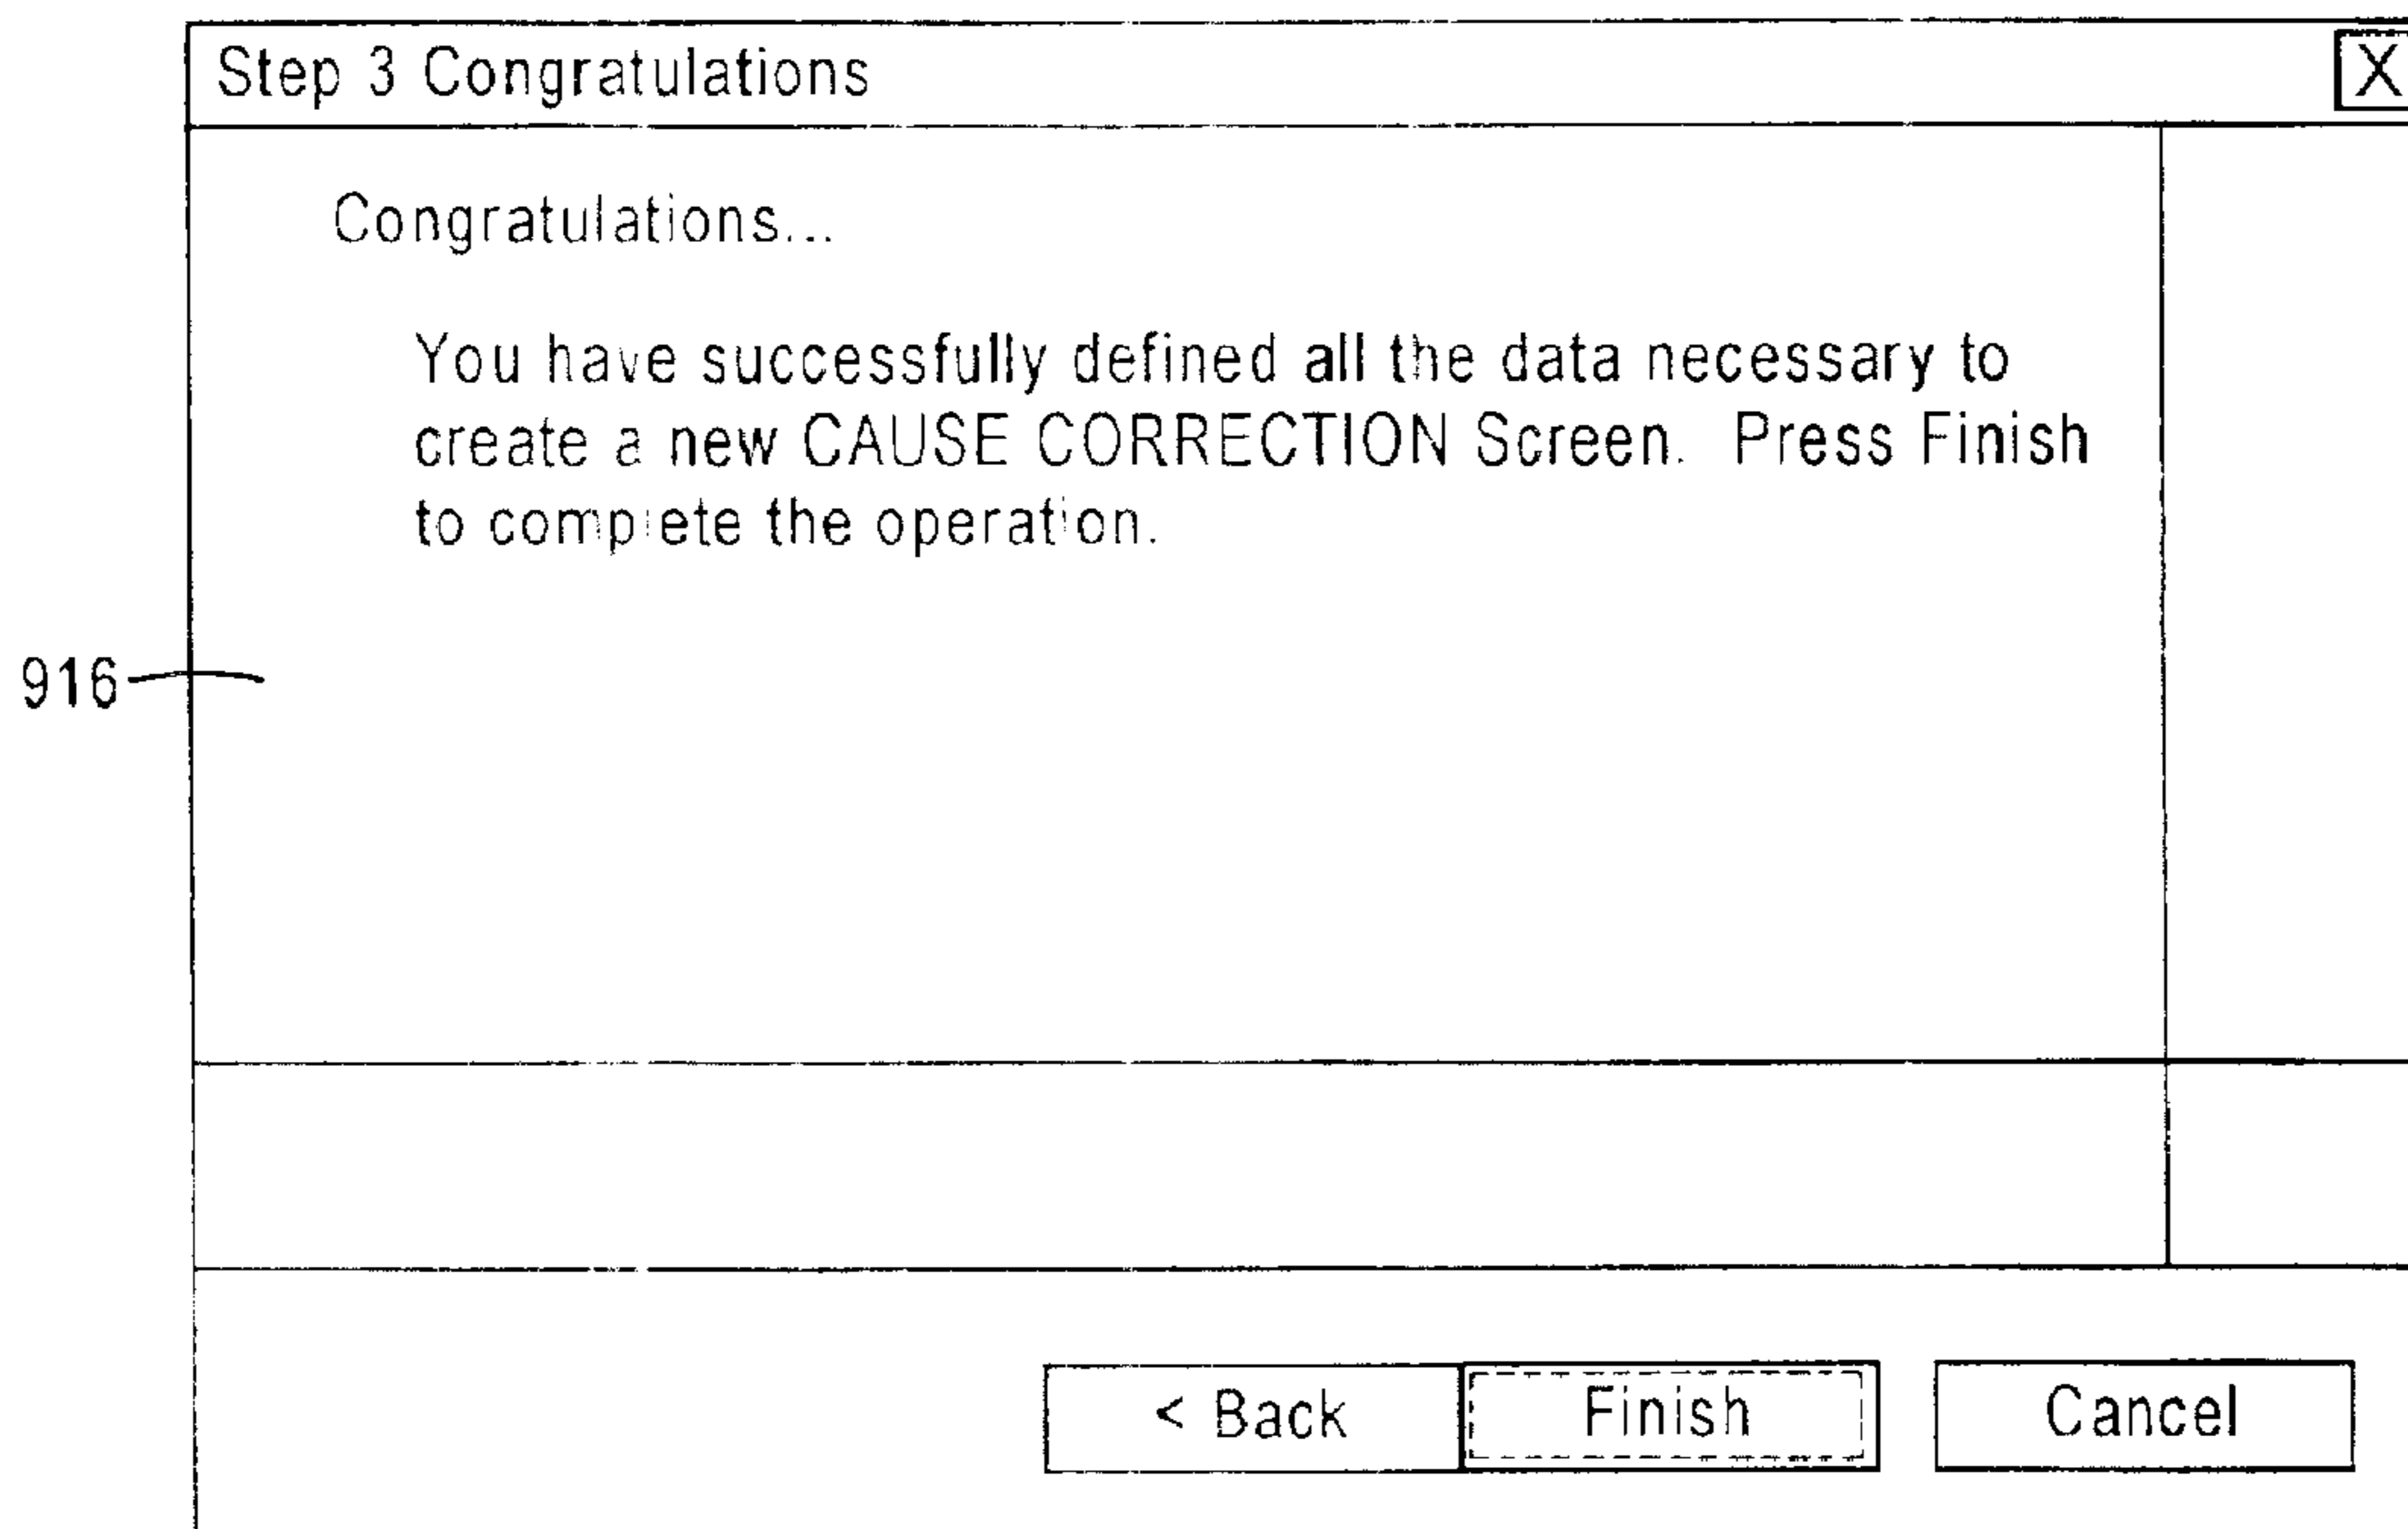 Step 3 Congratulations X
Congratulations...
You have successfully defined all the data necessary to
create a new CAUSE CORRECTION Screen. Press Finish
to complete the operation.
916
< Back Finish Cancel